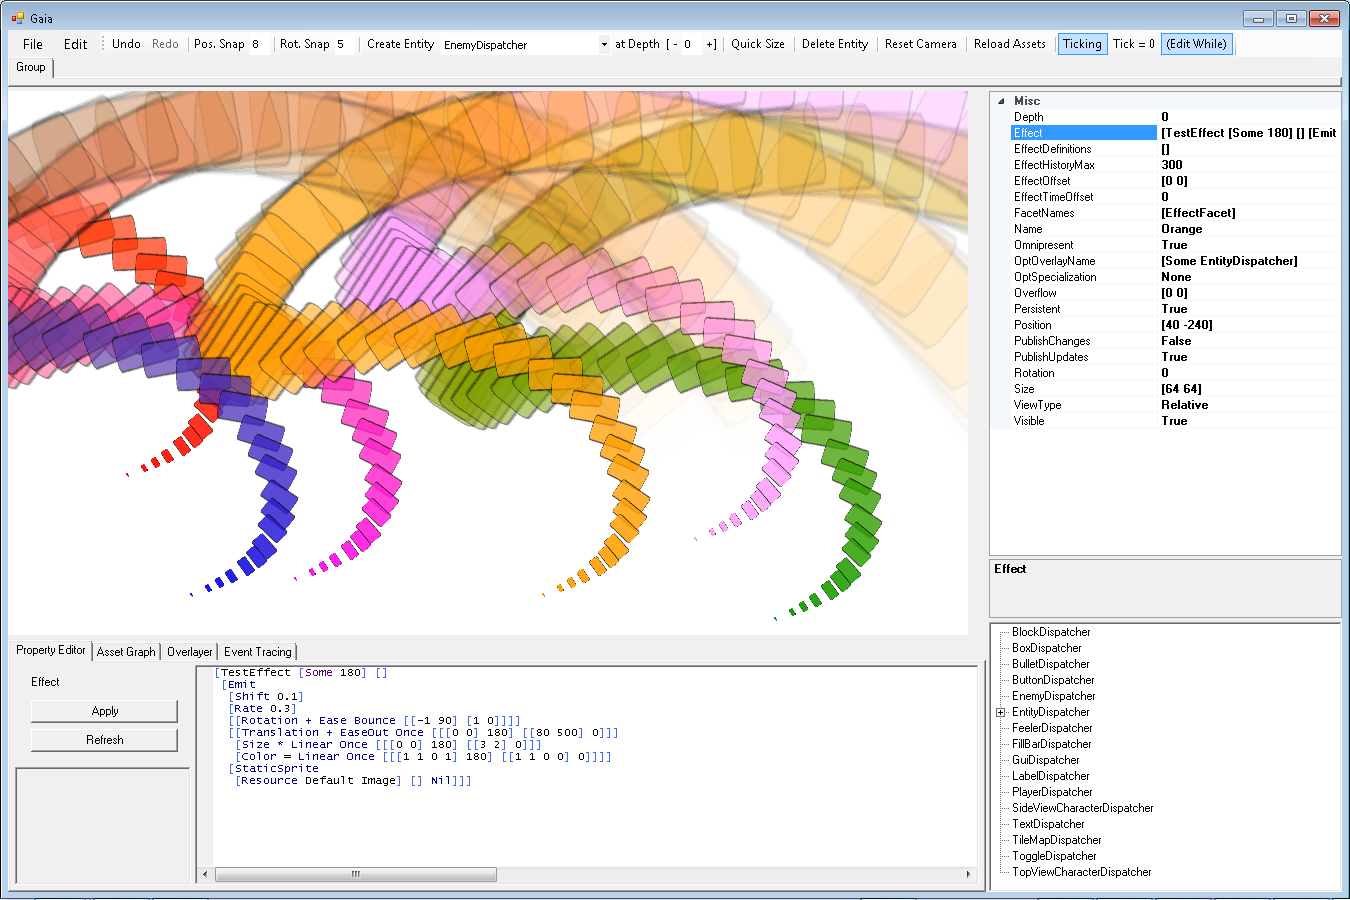 Gaia
File Edit Undo Redo Pos. Snap 8 Rot. Snap 5 Create Entity EnemyDispatcher at Depth [ - 0 +] Quick Size Delete Entity Reset Camera Reload Assets Ticking Tick = 0 (Edit While)
Group
Misc
Depth 0
Effect [TestEffect [Some 180] [] [Emit
EffectDefinitions []
EffectHistoryMax 300
EffectOffset [0 0]
EffectTimeOffset 0
FacetNames [EffectFacet]
Name Orange
Omnipresent True
OptOverlayName [Some EntityDispatcher]
OptSpecialization None
Overflow [0 0]
Persistent True
Position [40 -240]
PublishChanges False
PublishUpdates True
Rotation 0
Size [64 64]
ViewType Relative
Visible True
Effect
Property Editor Asset Graph Overlayer Event Tracing
Effect
Apply
Refresh
[TestEffect [Some 180] []
[Emit
[Shift 0.1]
[Rate 0.3]
[[Rotation + Ease Bounce [[-1 90] [1 0]]]]
[[Translation + EaseOut Once [[[0 0] 180] [[80 500] 0]]]
[Size * Linear Once [[[0 0] 180] [[3 2] 0]]]
[Color = Linear Once [[[1 1 0 1] 180] [[1 1 0 0] 0]]]]
[StaticSprite
[Resource Default Image] [] Nil]]]
BlockDispatcher
BoxDispatcher
BulletDispatcher
ButtonDispatcher
EnemyDispatcher
EntityDispatcher
FeelerDispatcher
FillBarDispatcher
GuiDispatcher
LabelDispatcher
PlayerDispatcher
SideViewCharacterDispatcher
TextDispatcher
TileMapDispatcher
ToggleDispatcher
TopViewCharacterDispatcher